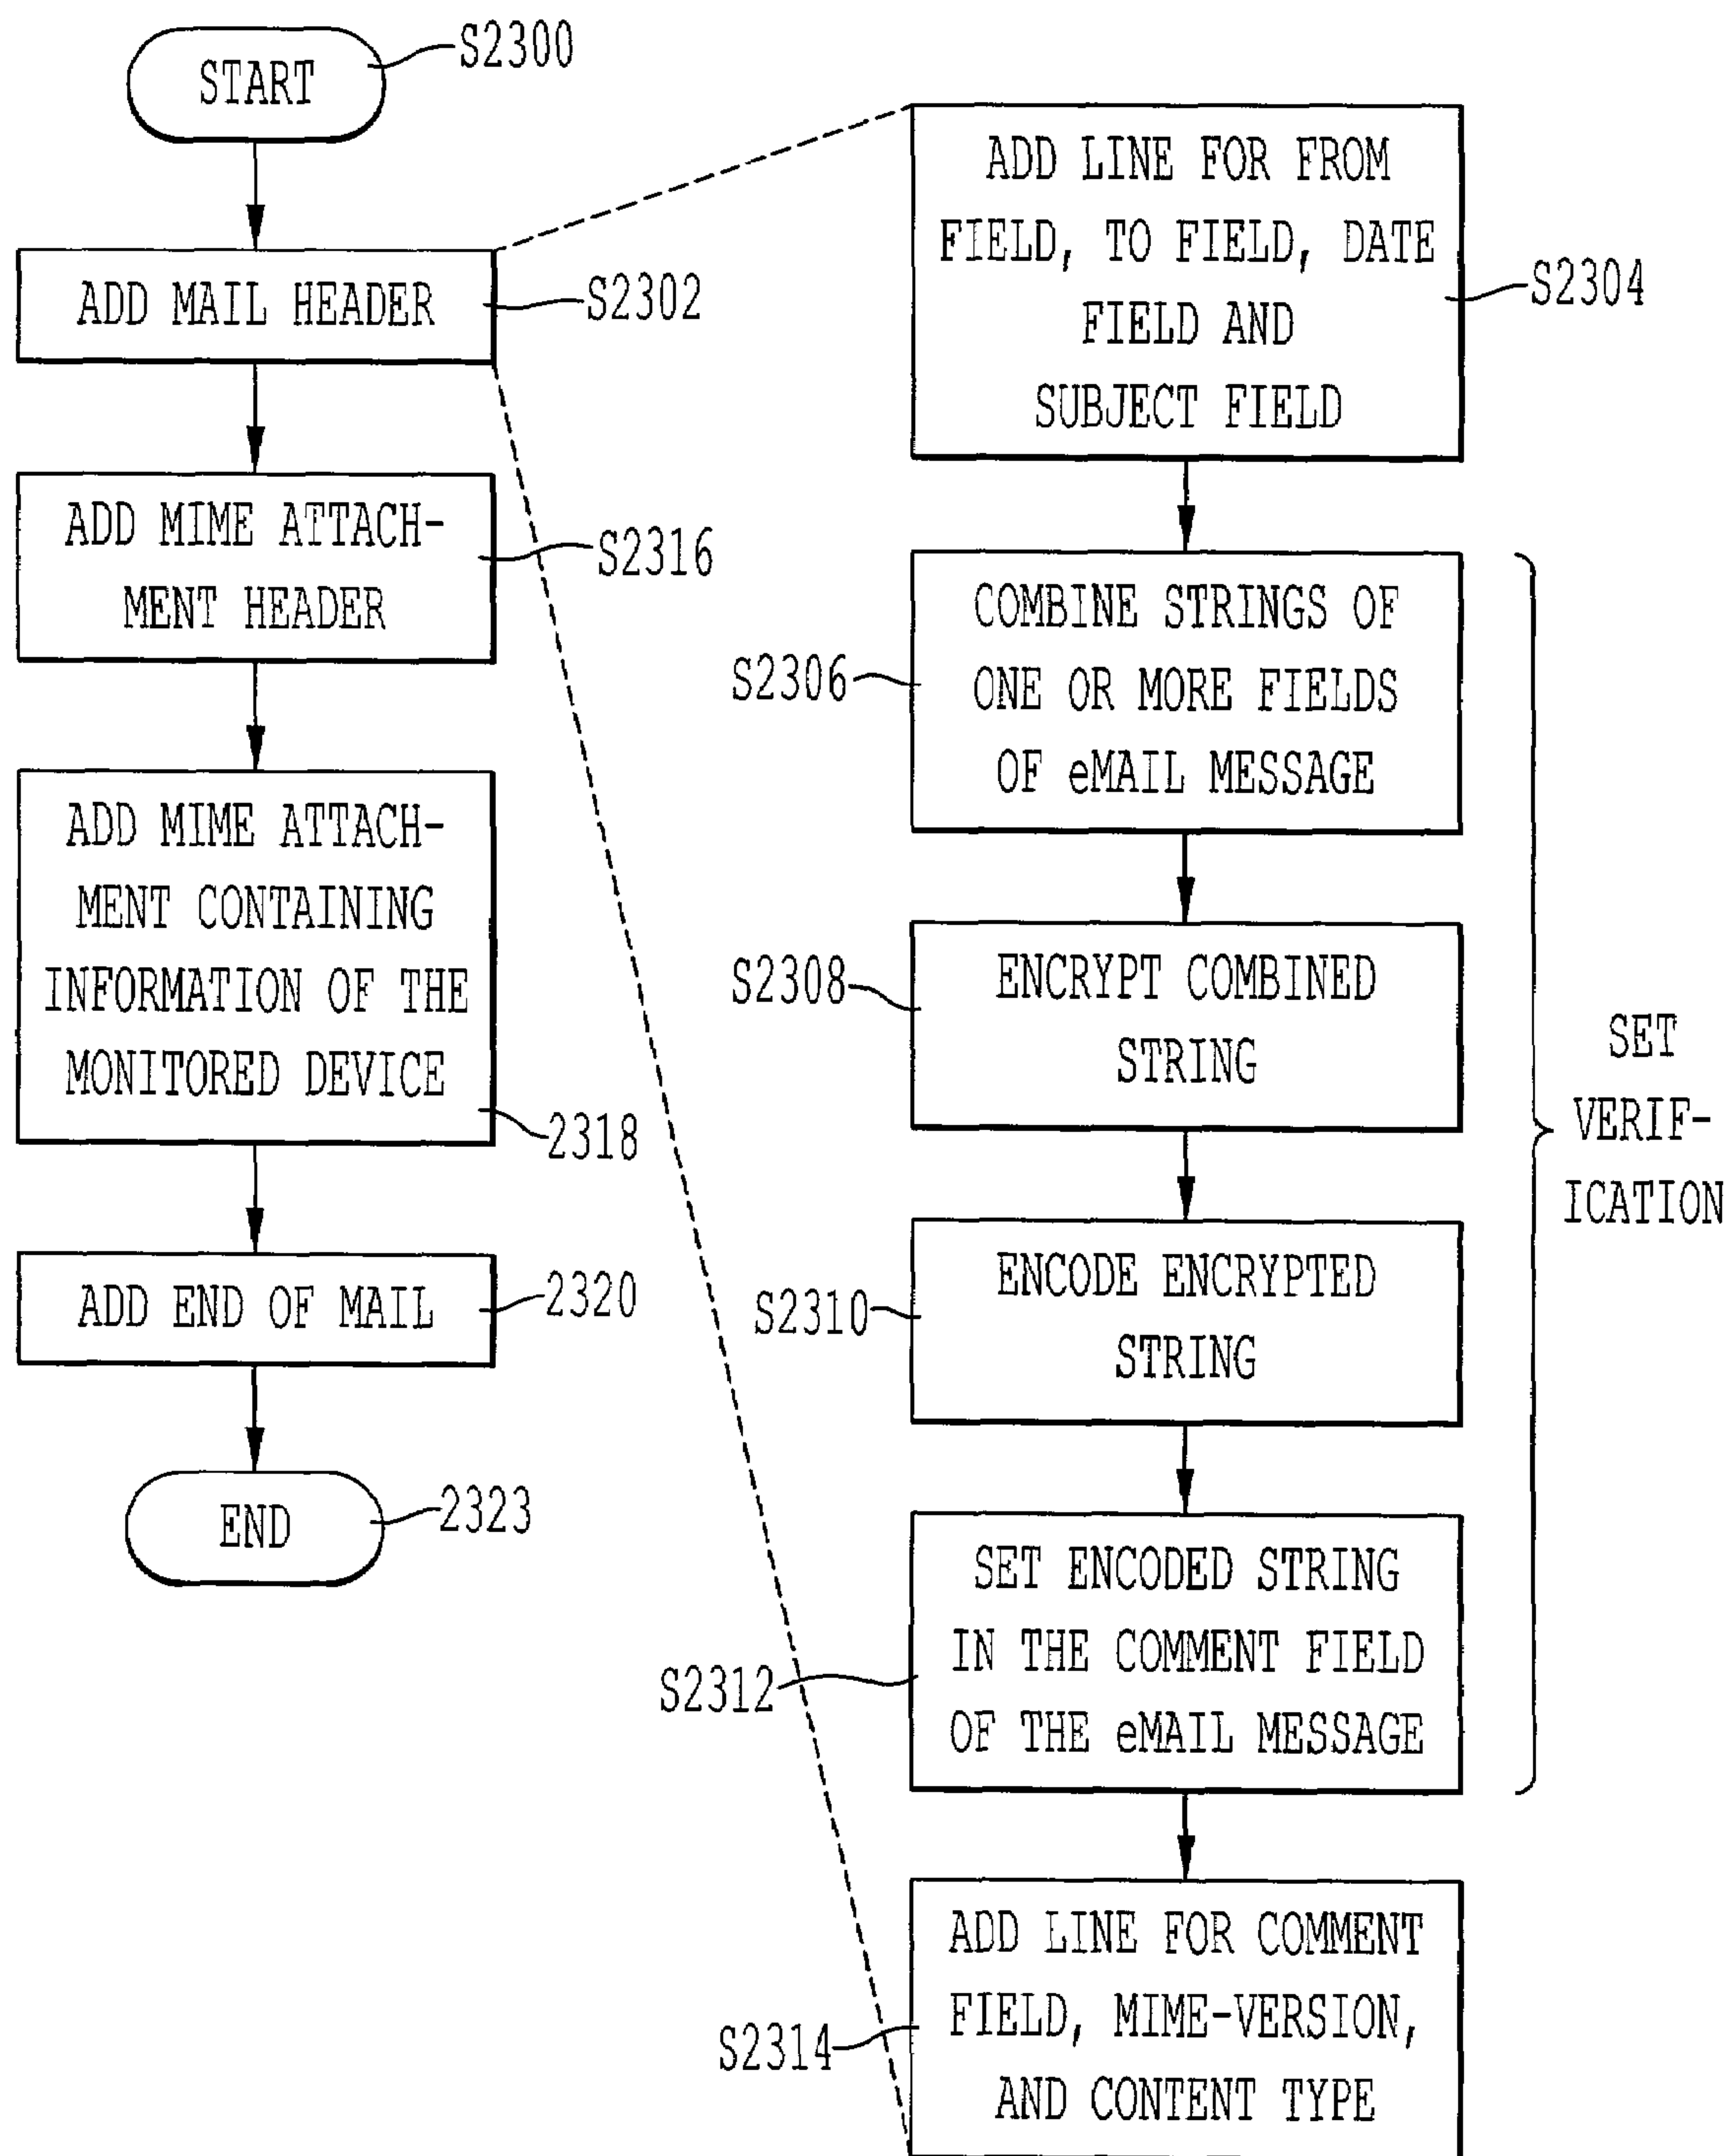 START
S2300
ADD MAIL HEADER
S2302
ADD MIME ATTACH-
MENT HEADER
S2316
ADD MIME ATTACH-
MENT CONTAINING
INFORMATION OF THE
MONITORED DEVICE
2318
ADD END OF MAIL
2320
END
2323
ADD LINE FOR FROM
FIELD, TO FIELD, DATE
FIELD AND
SUBJECT FIELD
S2304
COMBINE STRINGS OF
ONE OR MORE FIELDS
OF eMAIL MESSAGE
S2306
ENCRYPT COMBINED
STRING
S2308
ENCODE ENCRYPTED
STRING
S2310
SET ENCODED STRING
IN THE COMMENT FIELD
OF THE eMAIL MESSAGE
S2312
SET
VERIF-
ICATION
ADD LINE FOR COMMENT
FIELD, MIME-VERSION,
AND CONTENT TYPE
S2314